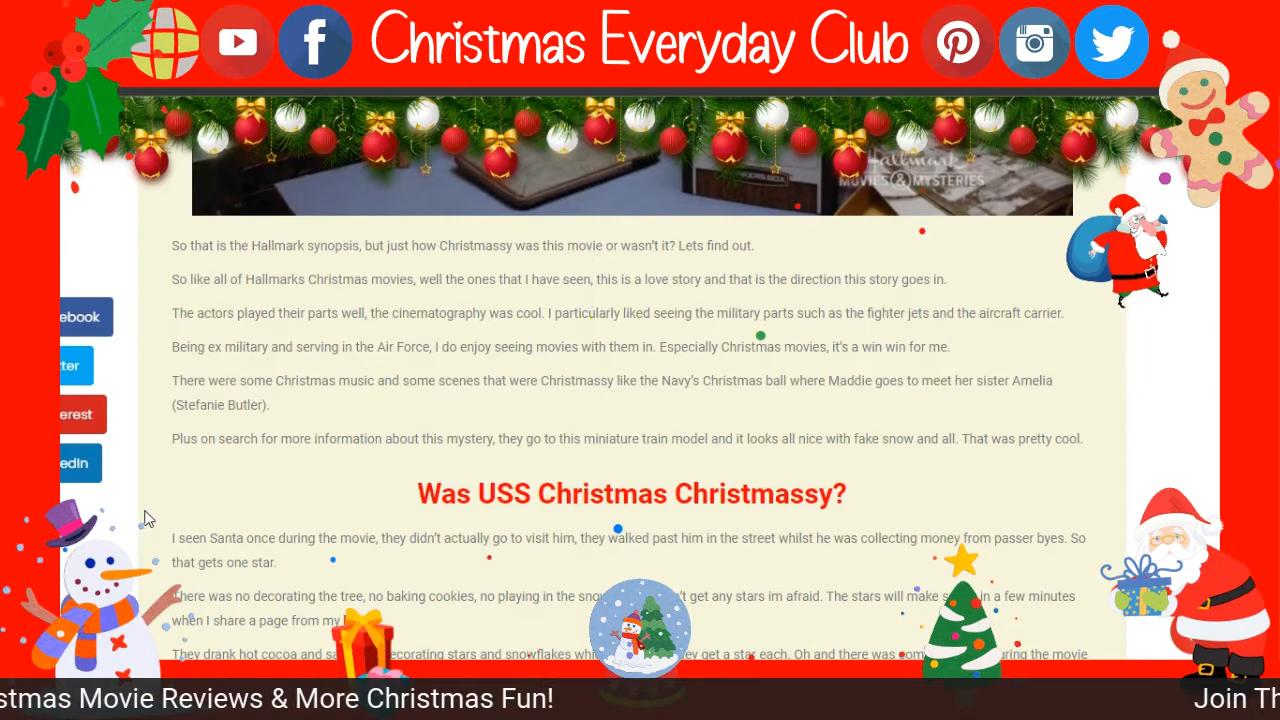 Christmas Everyday Club
Hallmark
MOVIES & MYSTERIES
So that is the Hallmark synopsis, but just how Christmassy was this movie or wasn't it? Lets find out.
So like all of Hallmarks Christmas movies, well the ones that I have seen, this is a love story and that is the direction this story goes in.
The actors played their parts well, the cinematography was cool. I particularly liked seeing the military parts such as the fighter jets and the aircraft carrier.
ebook
Being ex military and serving in the Air Force, I do enjoy seeing movies with them in. Especially Christmas movies, it's a win win for me.
tter
There were some Christmas music and some scenes that were Christmassy like the Navy's Christmas ball where Maddie goes to meet her sister Amelia
(Stefanie Butler).
erest
Plus on search for more information about this mystery, they go to this miniature train model and it looks all nice with fake snow and all. That was pretty cool.
edIn
Was USS Christmas Christmassy?
I seen Santa once during the movie, they didn't actually go to visit him, they walked past him in the street whilst he was collecting money from passer byes. So
that gets one star.
There was no decorating the tree, no baking cookies, no playing in the sno 't get any stars im afraid. The stars will make s in a few minutes
when I share a page from my
They drank hot cocoa and sa ecorating stars and snowflakes whi ey get a star each. Oh and there was som uring the movie
stmas Movie Reviews & More Christmas Fun!
Join Th